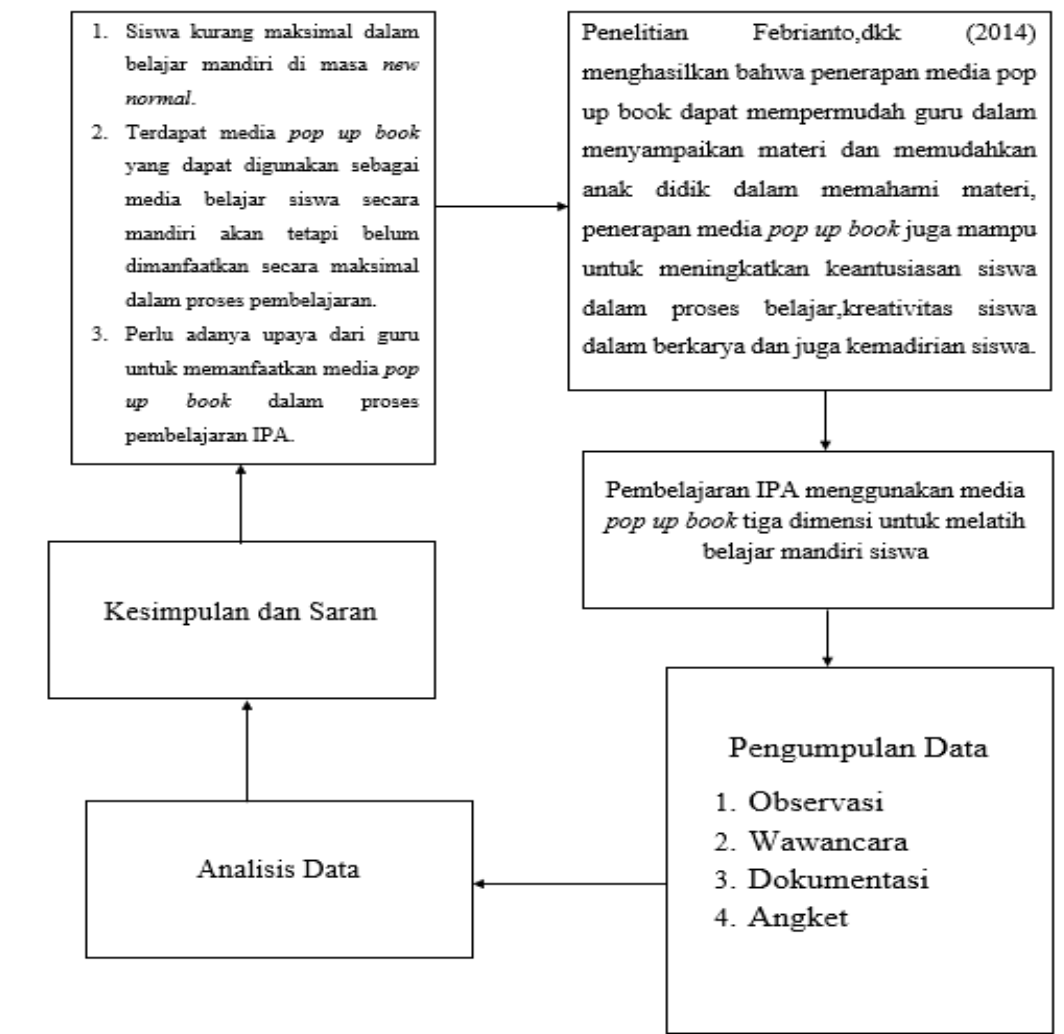 1. Siswa kurang maksimal dalam
belajar mandiri di masa new
normal.
2. Terdapat media pop up book
yang dapat digunakan sebagai
media belajar siswa secara
mandiri akan tetapi belum
dimanfaatkan secara maksimal
dalam proses pembelajaran.
3. Perlu adanya upaya dari guru
untuk memanfaatkan media pop
up book dalam proses
pembelajaran IPA.
Penelitian Febrianto,dkk (2014)
menghasilkan bahwa penerapan media pop
up book dapat mempermudah guru dalam
menyampaikan materi dan memudahkan
anak didik dalam memahami materi,
penerapan media pop up book juga mampu
untuk meningkatkan keantusiasan siswa
dalam proses belajar,kreativitas siswa
dalam berkarya dan juga kemadirian siswa.
Pembelajaran IPA menggunakan media
pop up book tiga dimensi untuk melatih
belajar mandiri siswa
Pengumpulan Data
1. Observasi
2. Wawancara
3. Dokumentasi
4. Angket
Analisis Data
Kesimpulan dan Saran